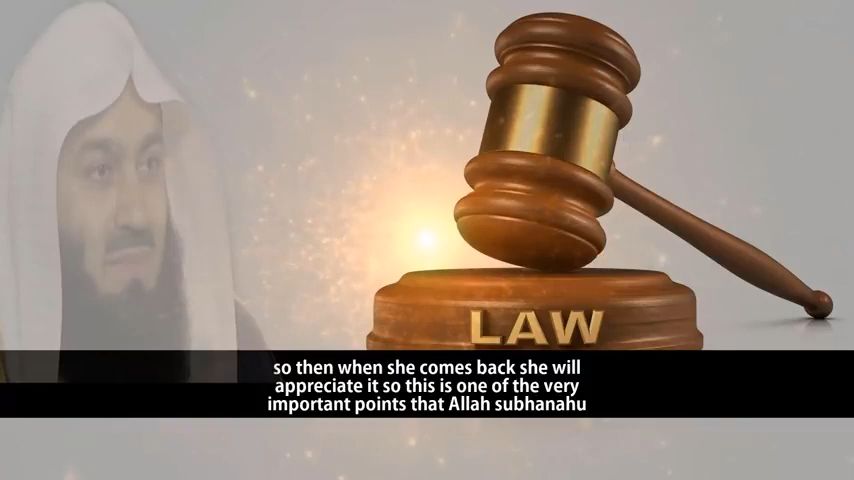 LAW
so then when she comes back she will
appreciate it so this is one of the very
important points that Allah subhanahu